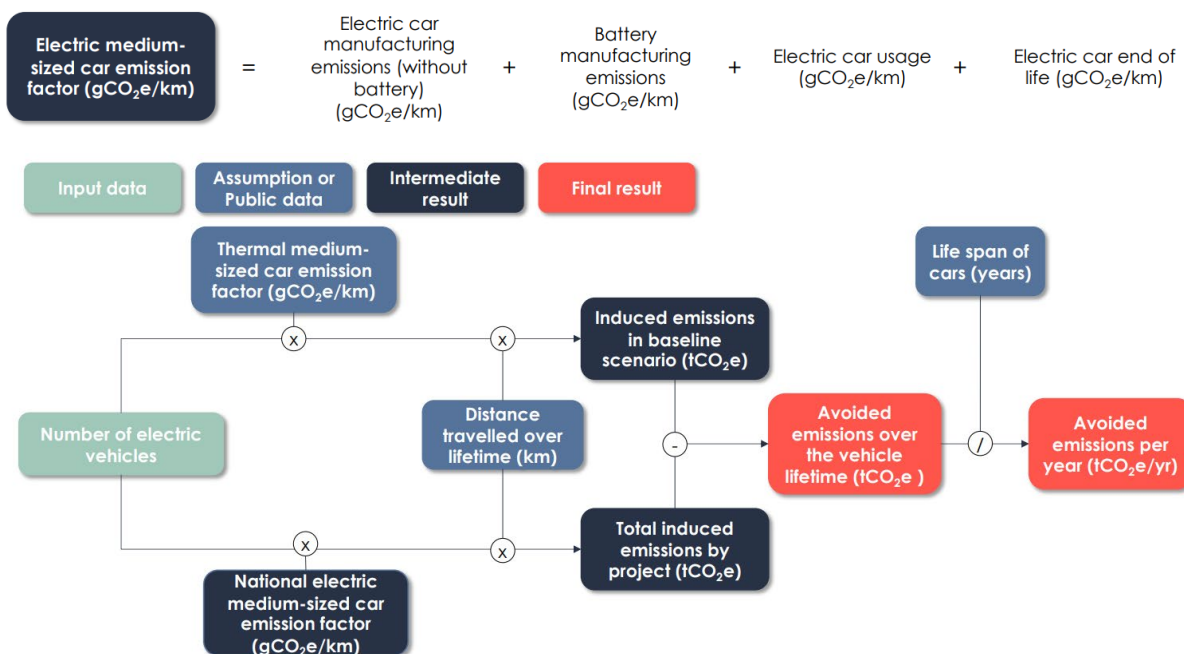 Electric medium-
sized car emission
factor (gCO₂e/km)
=
Electric car
manufacturing
emissions (without
battery)
(gCO₂e/km)
+
Battery
manufacturing
emissions
(gCO₂e/km)
+
Electric car usage
(gCO₂e/km)
+
Electric car end of
life (gCO₂e/km)
Input data
Assumption or
Public data
Intermediate
result
Final result
Thermal medium-
sized car emission
factor (gCO₂e/km)
Life span of
cars (years)
x
x
Induced emissions
in baseline
scenario (tCO₂e)
Number of electric
vehicles
Distance
travelled over
lifetime (km)
-
Avoided
emissions over
the vehicle
lifetime (tCO₂e )
/
Avoided
emissions per
year (tCO₂e/yr)
x
x
Total induced
emissions by
project (tCO₂e)
National electric
medium-sized car
emission factor
(gCO₂e/km)